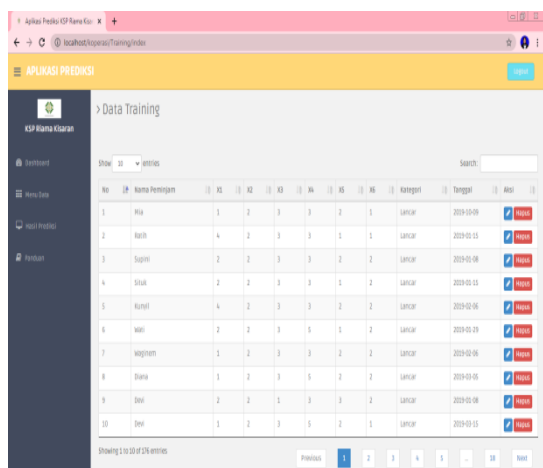 Aplikasi Prediksi KSP Riama Kisar
localhost/koperasi/Training/index
APLIKASI PREDIKSI
Logout
KSP Riama Kisaran
Dashboard
Menu Data
Hasil Prediksi
Panduan
> Data Training
Show 10 entries
Search:
No Nama Peminjam X1 X2 X3 X4 X5 X6 Kategori Tanggal Aksi
1 Mia 1 2 3 3 2 1 Lancar 2019-10-09 Hapus
2 Ratih 4 2 3 3 1 1 Lancar 2019-01-15 Hapus
3 Supini 2 2 3 3 2 2 Lancar 2019-01-08 Hapus
4 Situk 2 2 3 3 1 2 Lancar 2019-01-15 Hapus
5 Kunyil 4 2 3 3 2 2 Lancar 2019-02-06 Hapus
6 Wari 2 2 3 5 1 2 Lancar 2019-01-29 Hapus
7 Waginem 1 2 3 3 2 2 Lancar 2019-02-06 Hapus
8 Diana 1 2 3 5 2 2 Lancar 2019-03-05 Hapus
9 Dewi 2 2 1 3 3 2 Lancar 2019-01-08 Hapus
10 Devi 1 2 3 5 2 1 Lancar 2019-03-15 Hapus
Showing 1 to 10 of 176 entries
Previous 1 2 3 4 5 … 18 Next